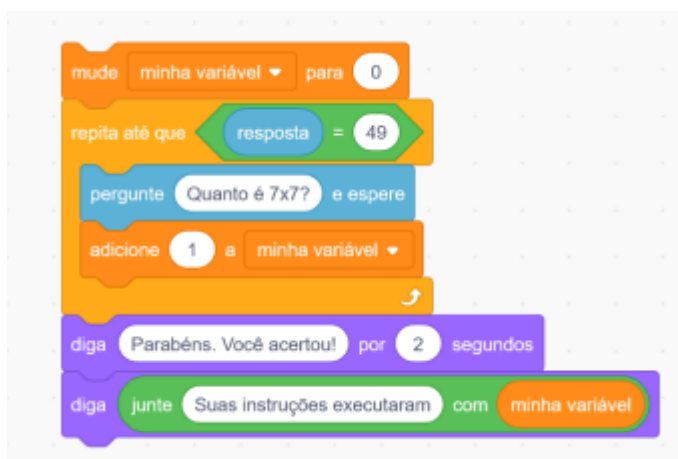 mude minha variável para 0
repita até que resposta = 49
pergunte Quanto é 7x7? e espere
adicione 1 a minha variável
diga Parabéns. Você acertou! por 2 segundos
diga junte Suas instruções executaram com minha variável